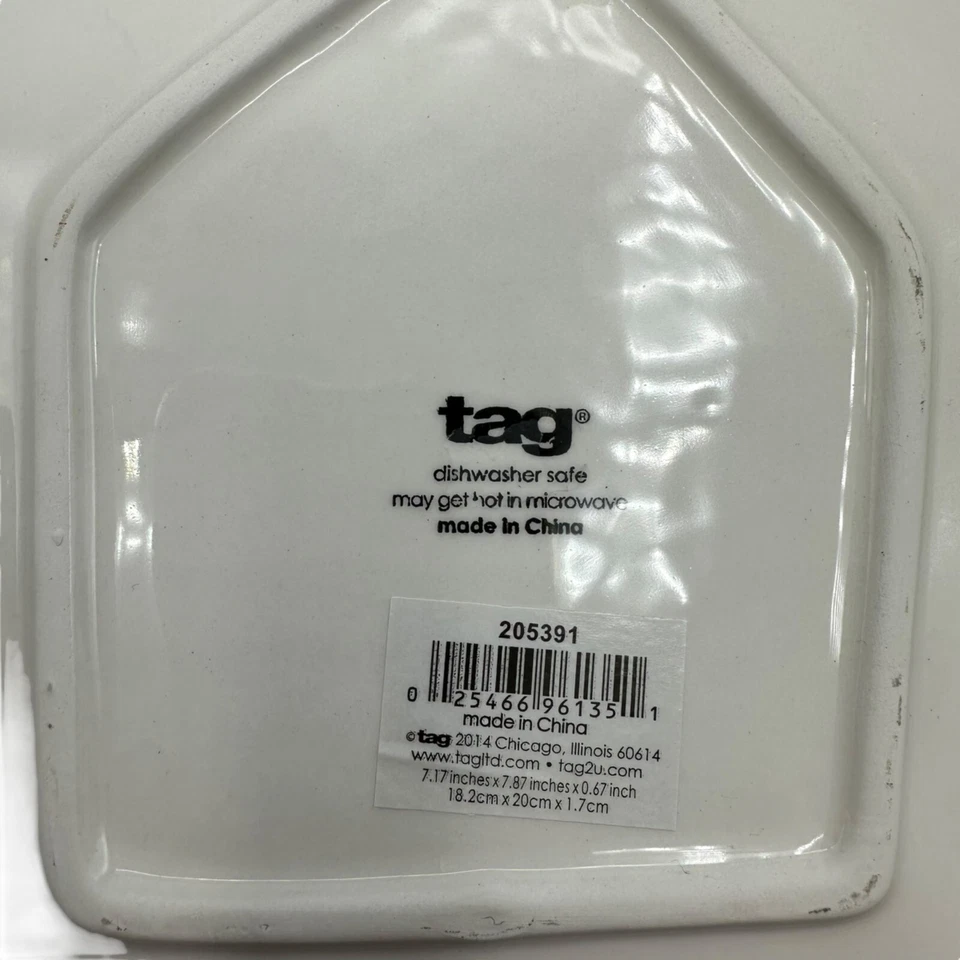 tag®
dishwasher safe
may get hot in microwave
made in China
205391
0 25466 96135 1
made in China
©tag 2014 Chicago, Illinois 60614
www.tagltd.com • tag2u.com
7.17 inches x 7.87 inches x 0.67 inch
18.2cm x 20cm x 1.7cm